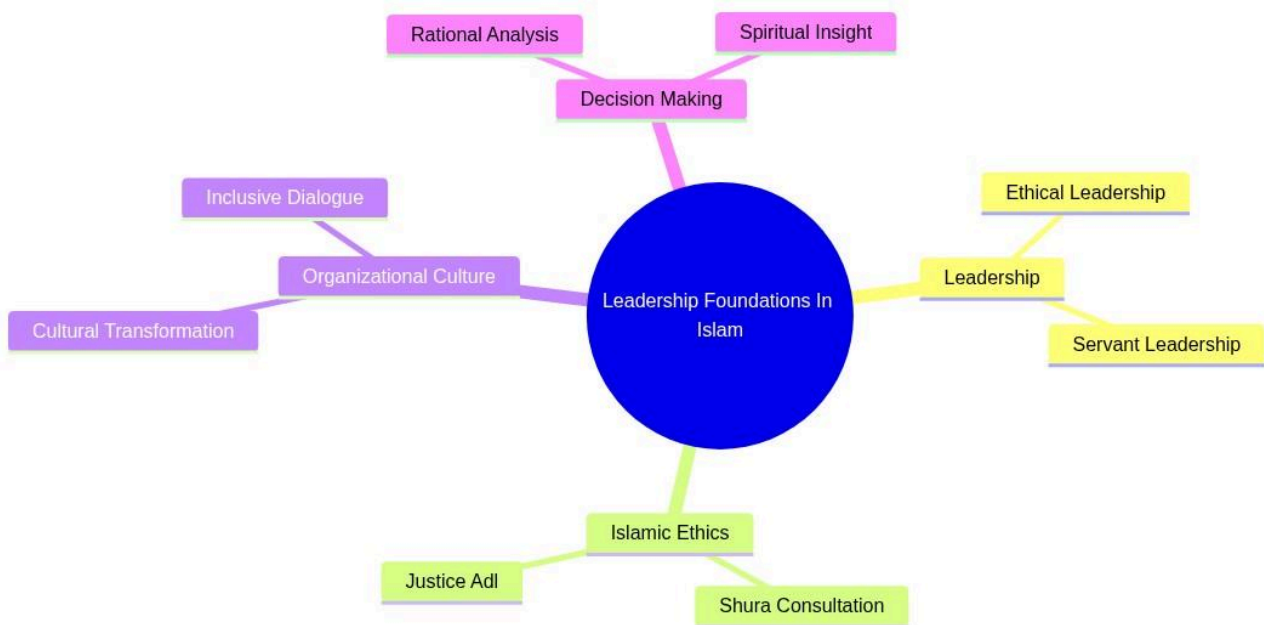 Rational Analysis
Spiritual Insight
Decision Making
Inclusive Dialogue
Organizational Culture
Cultural Transformation
Leadership Foundations In
Islam
Ethical Leadership
Leadership
Servant Leadership
Islamic Ethics
Justice Adl
Shura Consultation